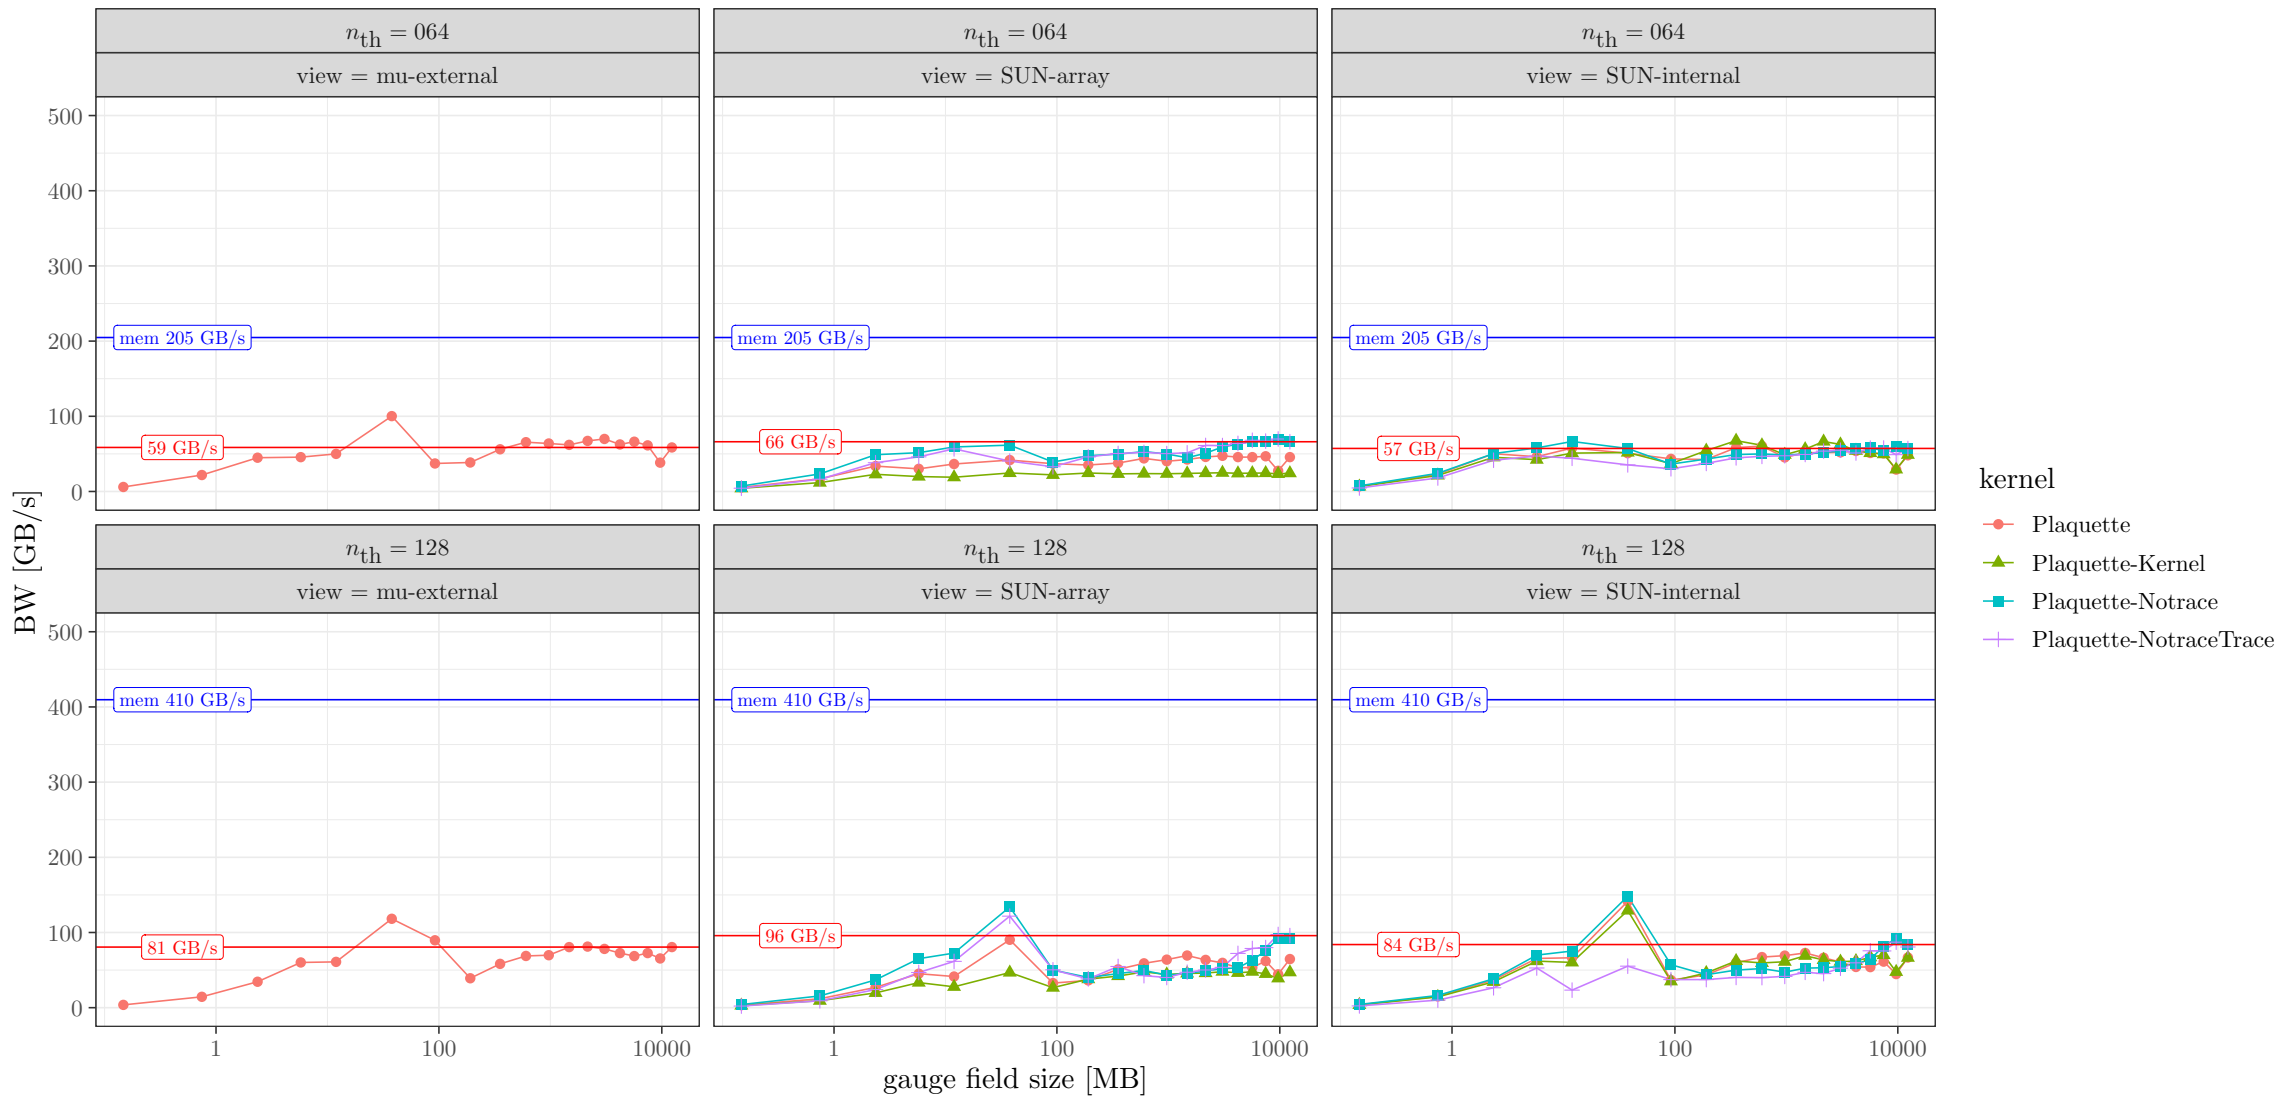 n_th = 064
n_th = 064
n_th = 064
view = mu-external
view = SUN-array
view = SUN-internal
500
400
300
200
100
0
mem 205 GB/s
mem 205 GB/s
mem 205 GB/s
59 GB/s
66 GB/s
57 GB/s
n_th = 128
n_th = 128
n_th = 128
view = mu-external
view = SUN-array
view = SUN-internal
500
400
300
200
100
0
mem 410 GB/s
mem 410 GB/s
mem 410 GB/s
81 GB/s
96 GB/s
84 GB/s
1 100 10000
1 100 10000
1 100 10000
gauge field size [MB]
BW [GB/s]
kernel
Plaquette
Plaquette-Kernel
Plaquette-Notrace
Plaquette-NotraceTrace